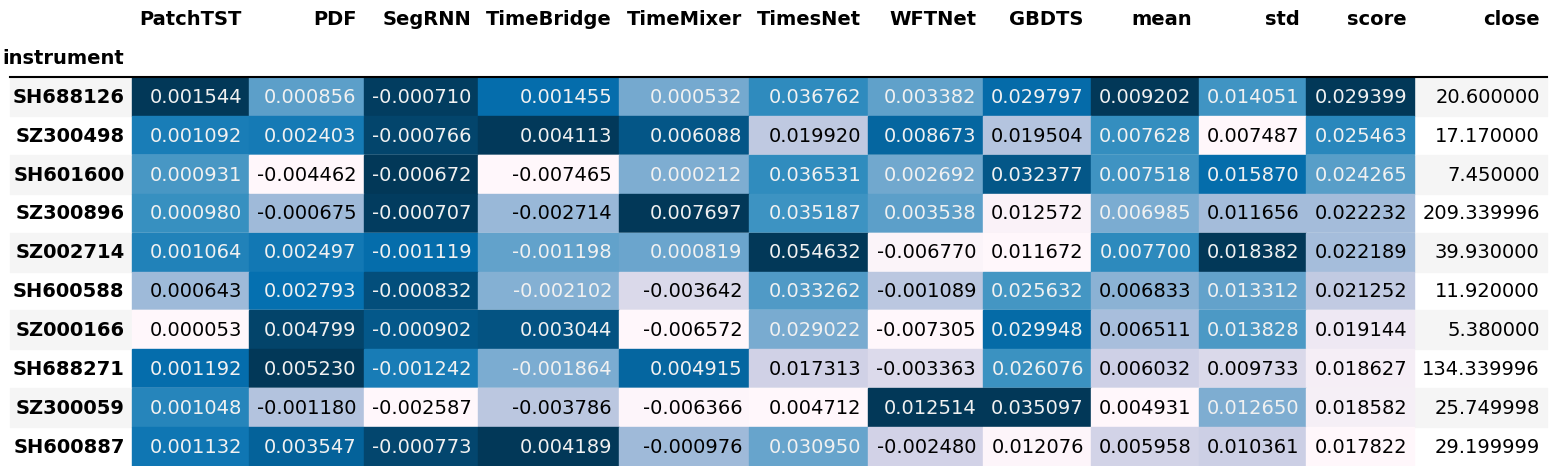 PatchTST PDF SegRNN TimeBridge TimeMixer TimesNet WFTNet GBDTS mean std score close
instrument
SH688126 0.001544 0.000856 -0.000710 0.001455 0.000532 0.036762 0.003382 0.029797 0.009202 0.014051 0.029399 20.600000
SZ300498 0.001092 0.002403 -0.000766 0.004113 0.006088 0.019920 0.008673 0.019504 0.007628 0.007487 0.025463 17.170000
SH601600 0.000931 -0.004462 -0.000672 -0.007465 0.000212 0.036531 0.002692 0.032377 0.007518 0.015870 0.024265 7.450000
SZ300896 0.000980 -0.000675 -0.000707 -0.002714 0.007697 0.035187 0.003538 0.012572 0.006985 0.011656 0.022232 209.339996
SZ002714 0.001064 0.002497 -0.001119 -0.001198 0.000819 0.054632 -0.006770 0.011672 0.007700 0.018382 0.022189 39.930000
SH600588 0.000643 0.002793 -0.000832 -0.002102 -0.003642 0.033262 -0.001089 0.025632 0.006833 0.013312 0.021252 11.920000
SZ000166 0.000053 0.004799 -0.000902 0.003044 -0.006572 0.029022 -0.007305 0.029948 0.006511 0.013828 0.019144 5.380000
SH688271 0.001192 0.005230 -0.001242 -0.001864 0.004915 0.017313 -0.003363 0.026076 0.006032 0.009733 0.018627 134.339996
SZ300059 0.001048 -0.001180 -0.002587 -0.003786 -0.006366 0.004712 0.012514 0.035097 0.004931 0.012650 0.018582 25.749998
SH600887 0.001132 0.003547 -0.000773 0.004189 -0.000976 0.030950 -0.002480 0.012076 0.005958 0.010361 0.017822 29.199999